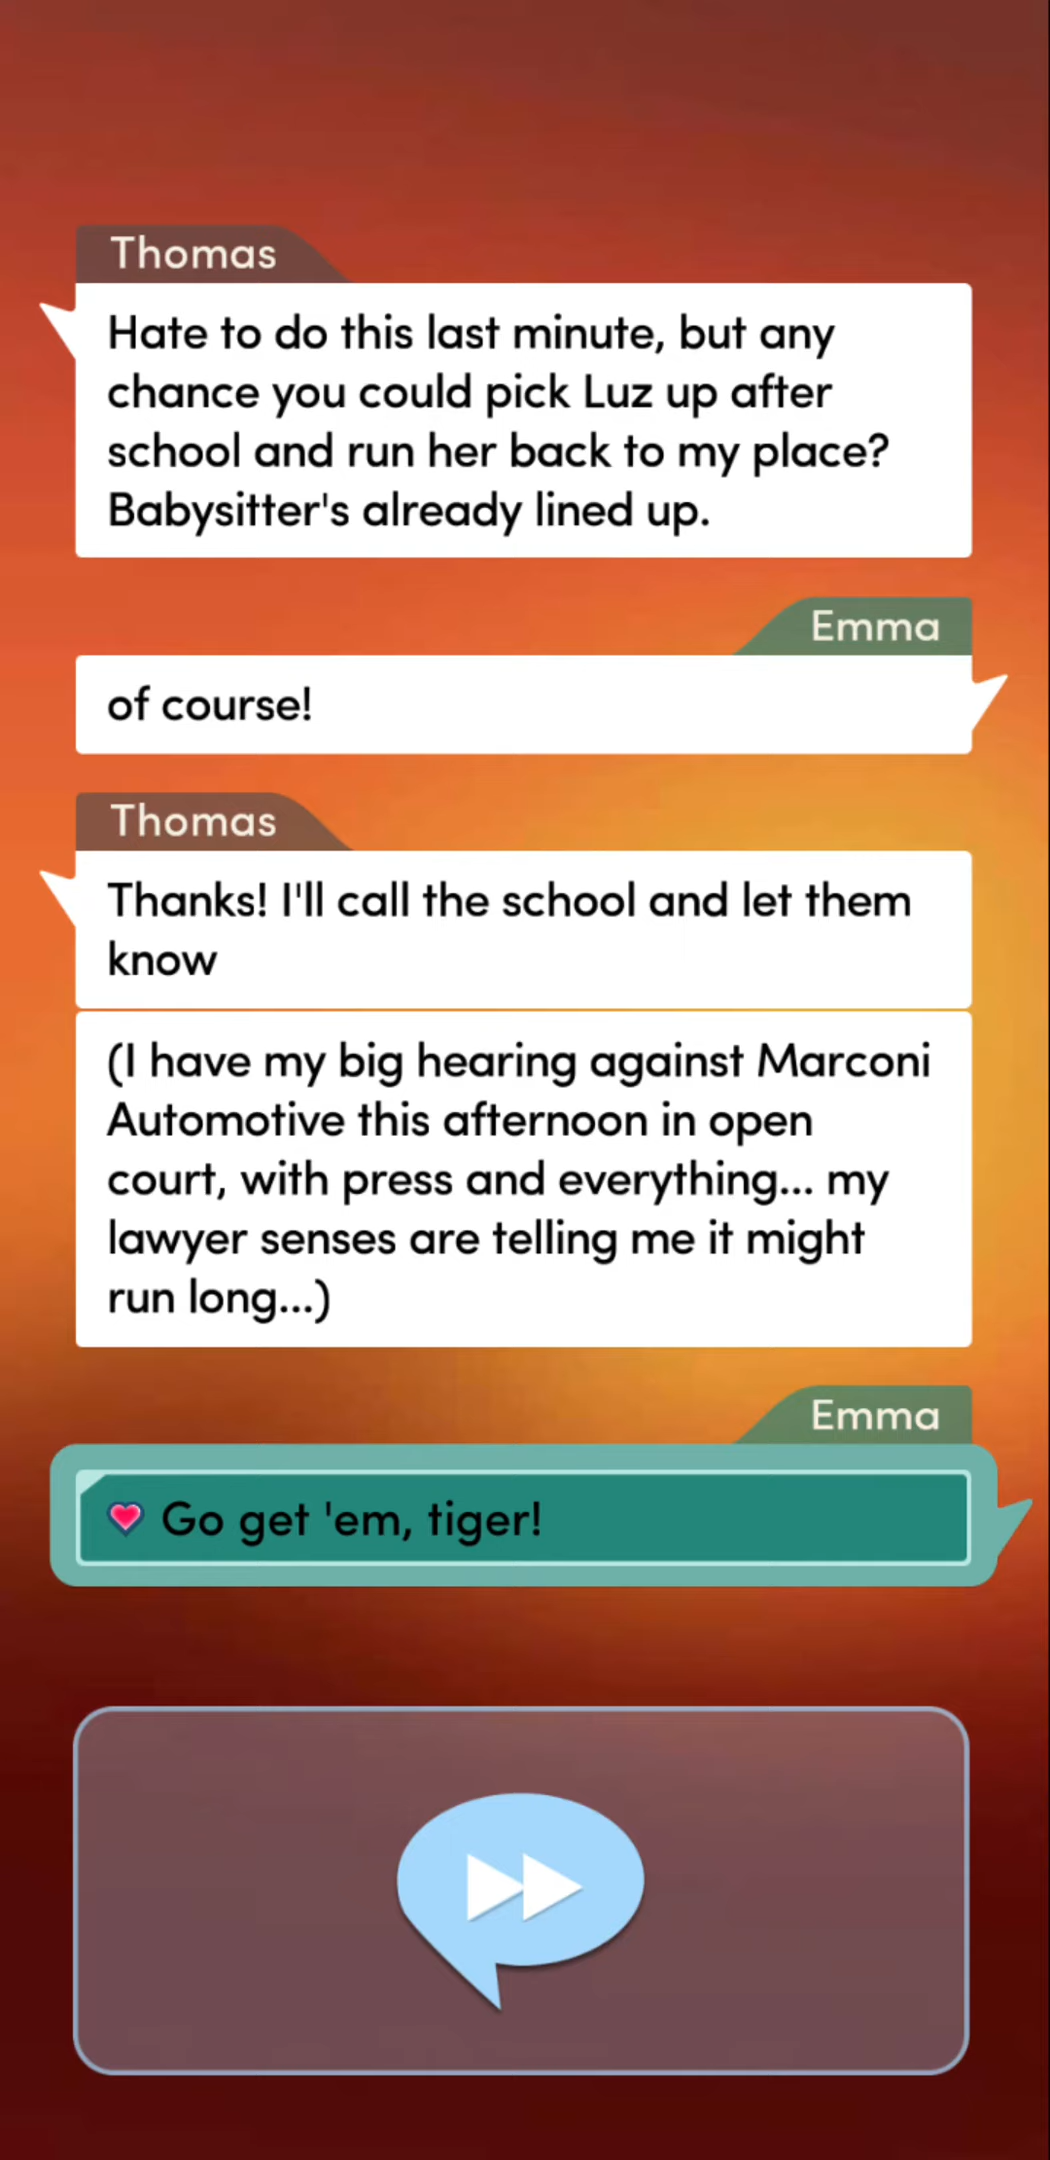 Thomas
Hate to do this last minute, but any
chance you could pick Luz up after
school and run her back to my place?
Babysitter's already lined up.
Emma
of course!
Thomas
Thanks! I'll call the school and let them
know
(I have my big hearing against Marconi
Automotive this afternoon in open
court, with press and everything... my
lawyer senses are telling me it might
run long...)
Emma
Go get 'em, tiger!